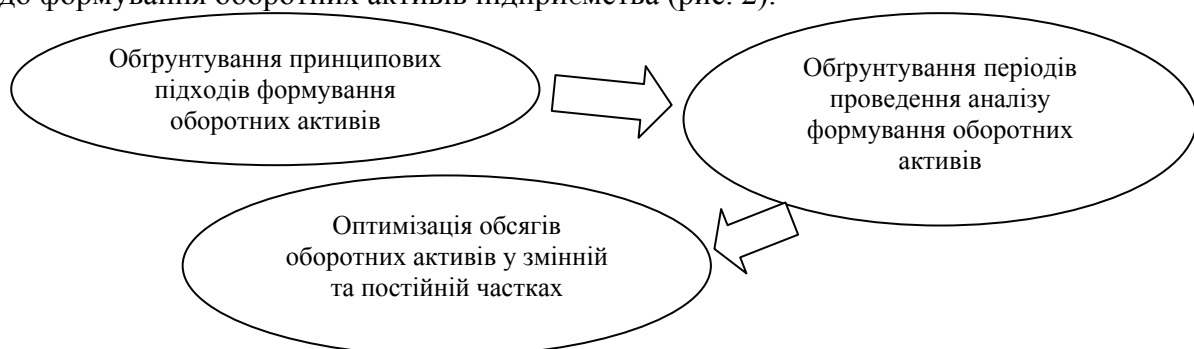 до формування оборотних активів підприємства (рис. 2).
Обґрунтування принципових
підходів формування
оборотних активів
Обґрунтування періодів
проведення аналізу
формування оборотних
активів
Оптимізація обсягів
оборотних активів у змінній
та постійній частках